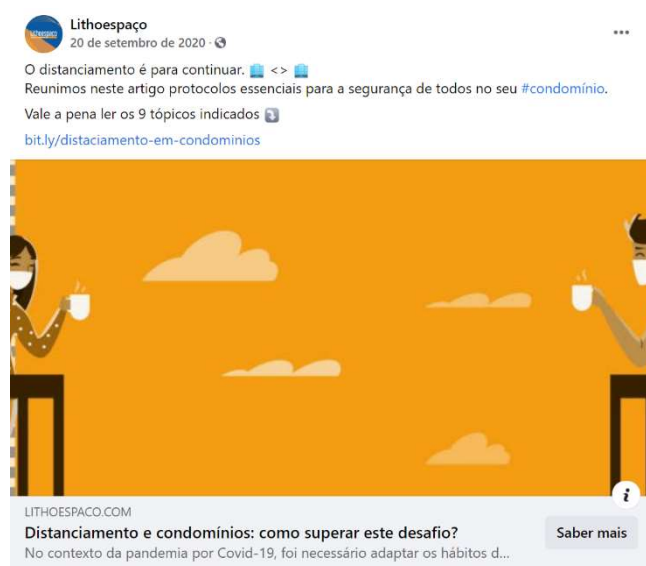 Lithoespaço
20 de setembro de 2020 ·
O distanciamento é para continuar. 🏢 <> 🏢
Reunimos neste artigo protocolos essenciais para a segurança de todos no seu #condomínio.
Vale a pena ler os 9 tópicos indicados ⤵️
bit.ly/distaciamento-em-condominios
LITHOESPACO.COM
Distanciamento e condomínios: como superar este desafio?
Saber mais
No contexto da pandemia por Covid-19, foi necessário adaptar os hábitos d...